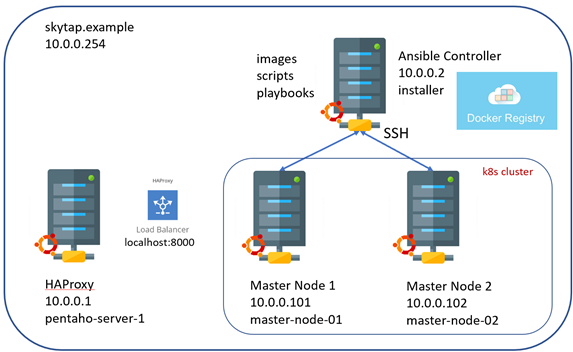 skytap.example
10.0.0.254
images
scripts
playbooks
Ansible Controller
10.0.0.2
installer
Docker Registry
SSH
k8s cluster
HAProxy
Load Balancer
localhost:8000
HAProxy
10.0.0.1
pentaho-server-1
Master Node 1
10.0.0.101
master-node-01
Master Node 2
10.0.0.102
master-node-02